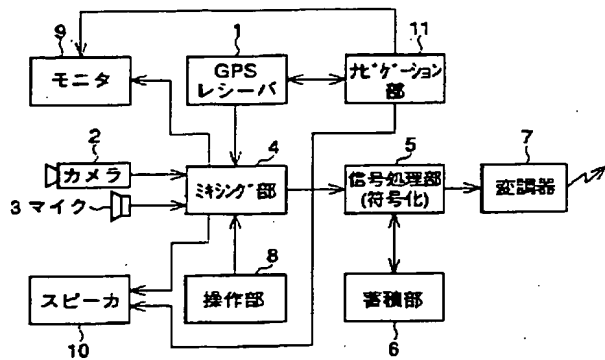 9
モニタ
1
GPS
レシーバ
11
ナビゲーション
部
2
カメラ
3 マイク
4
ミキシング部
5
信号処理部
(符号化)
7
変調器
スピーカ
10
8
操作部
蓄積部
6